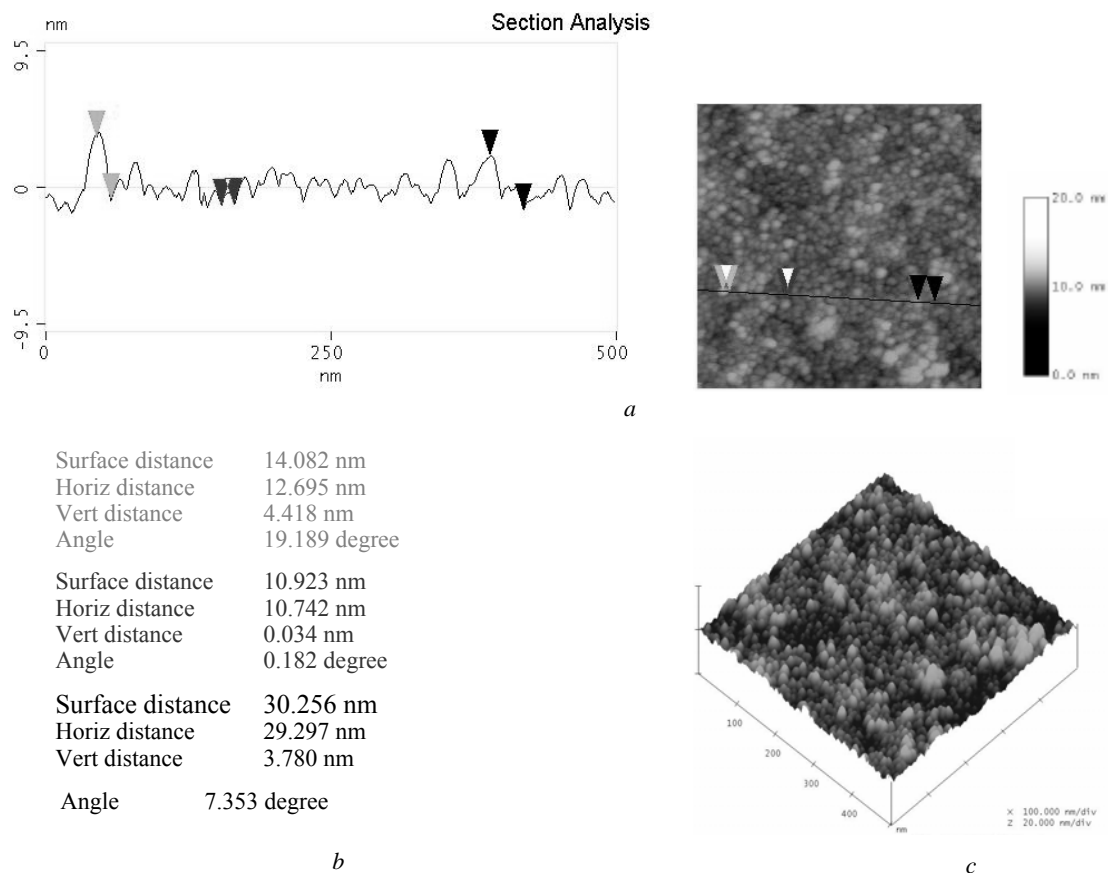 Section Analysis
nm
9.5
0
-9.5
0 250 500
nm
20.0 nm
10.0 nm
0.0 nm
a
Surface distance 14.082 nm
Horiz distance 12.695 nm
Vert distance 4.418 nm
Angle 19.189 degree
Surface distance 10.923 nm
Horiz distance 10.742 nm
Vert distance 0.034 nm
Angle 0.182 degree
Surface distance 30.256 nm
Horiz distance 29.297 nm
Vert distance 3.780 nm
Angle 7.353 degree
b
100
200
300
400
nm
X 100.000 nm/div
Z 20.000 nm/div
c